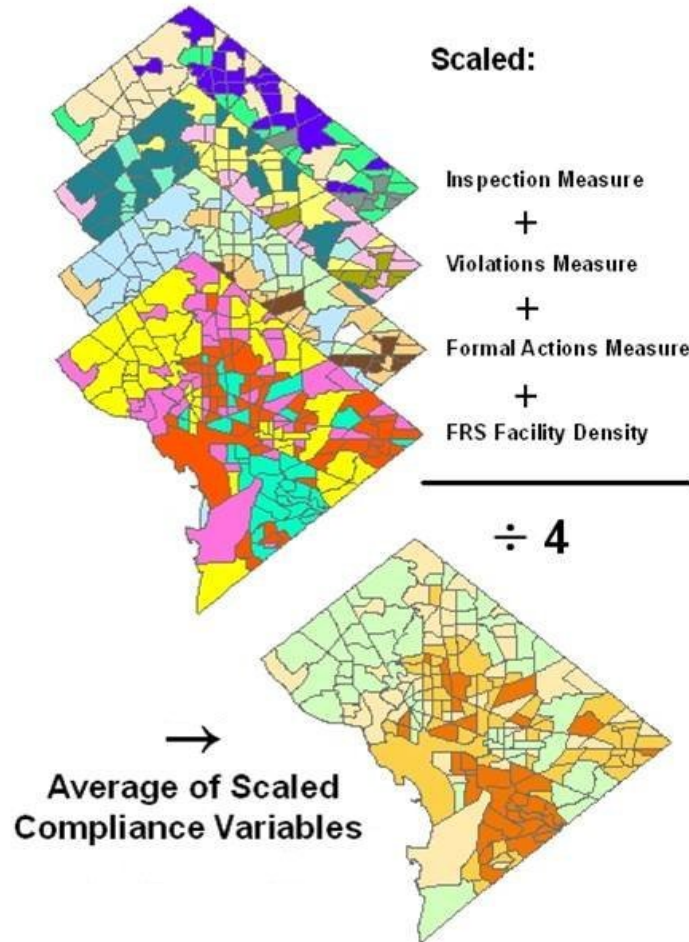 Scaled:
Inspection Measure
+
Violations Measure
+
Formal Actions Measure
+
FRS Facility Density
÷ 4
→
Average of Scaled
Compliance Variables